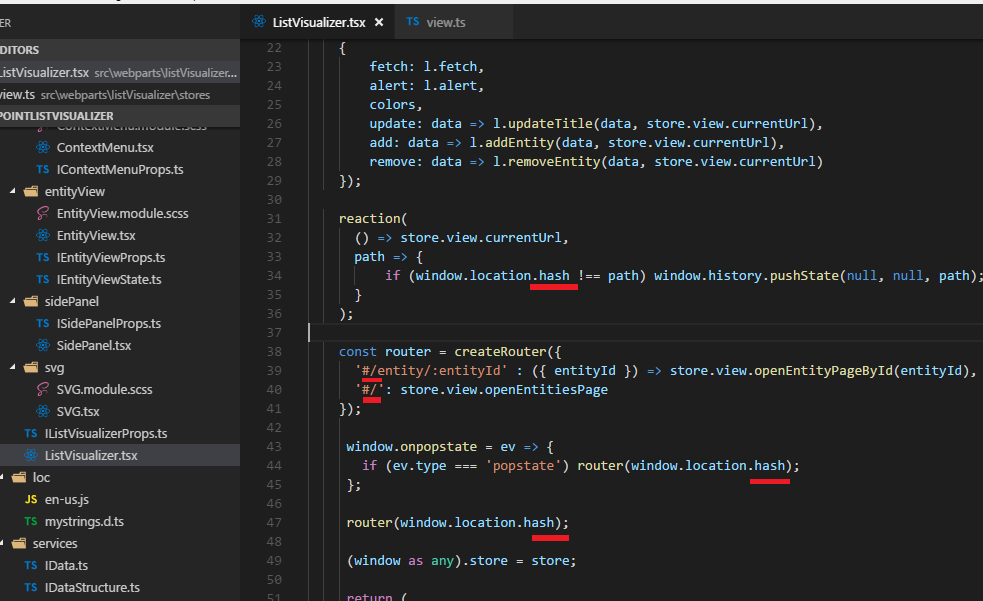 ER
ListVisualizer.tsx ×
TS view.ts
DITORS
ListVisualizer.tsx src\webparts\listVisualizer...
view.ts src\webparts\listVisualizer\stores
POINTLISTVISUALIZER
ContextMenu.module.scss
ContextMenu.tsx
TS IContextMenuProps.ts
entityView
EntityView.module.scss
EntityView.tsx
TS IEntityViewProps.ts
TS IEntityViewState.ts
sidePanel
TS ISidePanelProps.ts
SidePanel.tsx
svg
SVG.module.scss
SVG.tsx
TS IListVisualizerProps.ts
ListVisualizer.tsx
loc
JS en-us.js
TS mystrings.d.ts
services
TS IData.ts
TS IDataStructure.ts
22 {
23 fetch: l.fetch,
24 alert: l.alert,
25 colors,
26 update: data => l.updateTitle(data, store.view.currentUrl),
27 add: data => l.addEntity(data, store.view.currentUrl),
28 remove: data => l.removeEntity(data, store.view.currentUrl)
29 });
30
31 reaction(
32 () => store.view.currentUrl,
33 path => {
34 if (window.location.hash !== path) window.history.pushState(null, null, path);
35 }
36 );
37
38 const router = createRouter({
39 '#/entity/:entityId' : ({ entityId }) => store.view.openEntityPageById(entityId),
40 '#/': store.view.openEntitiesPage
41 });
42
43 window.onpopstate = ev => {
44 if (ev.type === 'popstate') router(window.location.hash);
45 };
46
47 router(window.location.hash);
48
49 (window as any).store = store;
50
51 return (